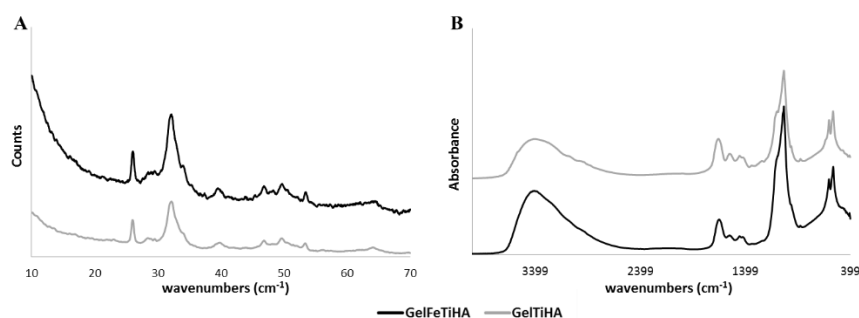 A
B
Counts
10 20 30 40 50 60 70
wavenumbers (cm-1)
Absorbance
3399 2399 1399 399
wavenumbers (cm-1)
GelFeTiHA GelTiHA